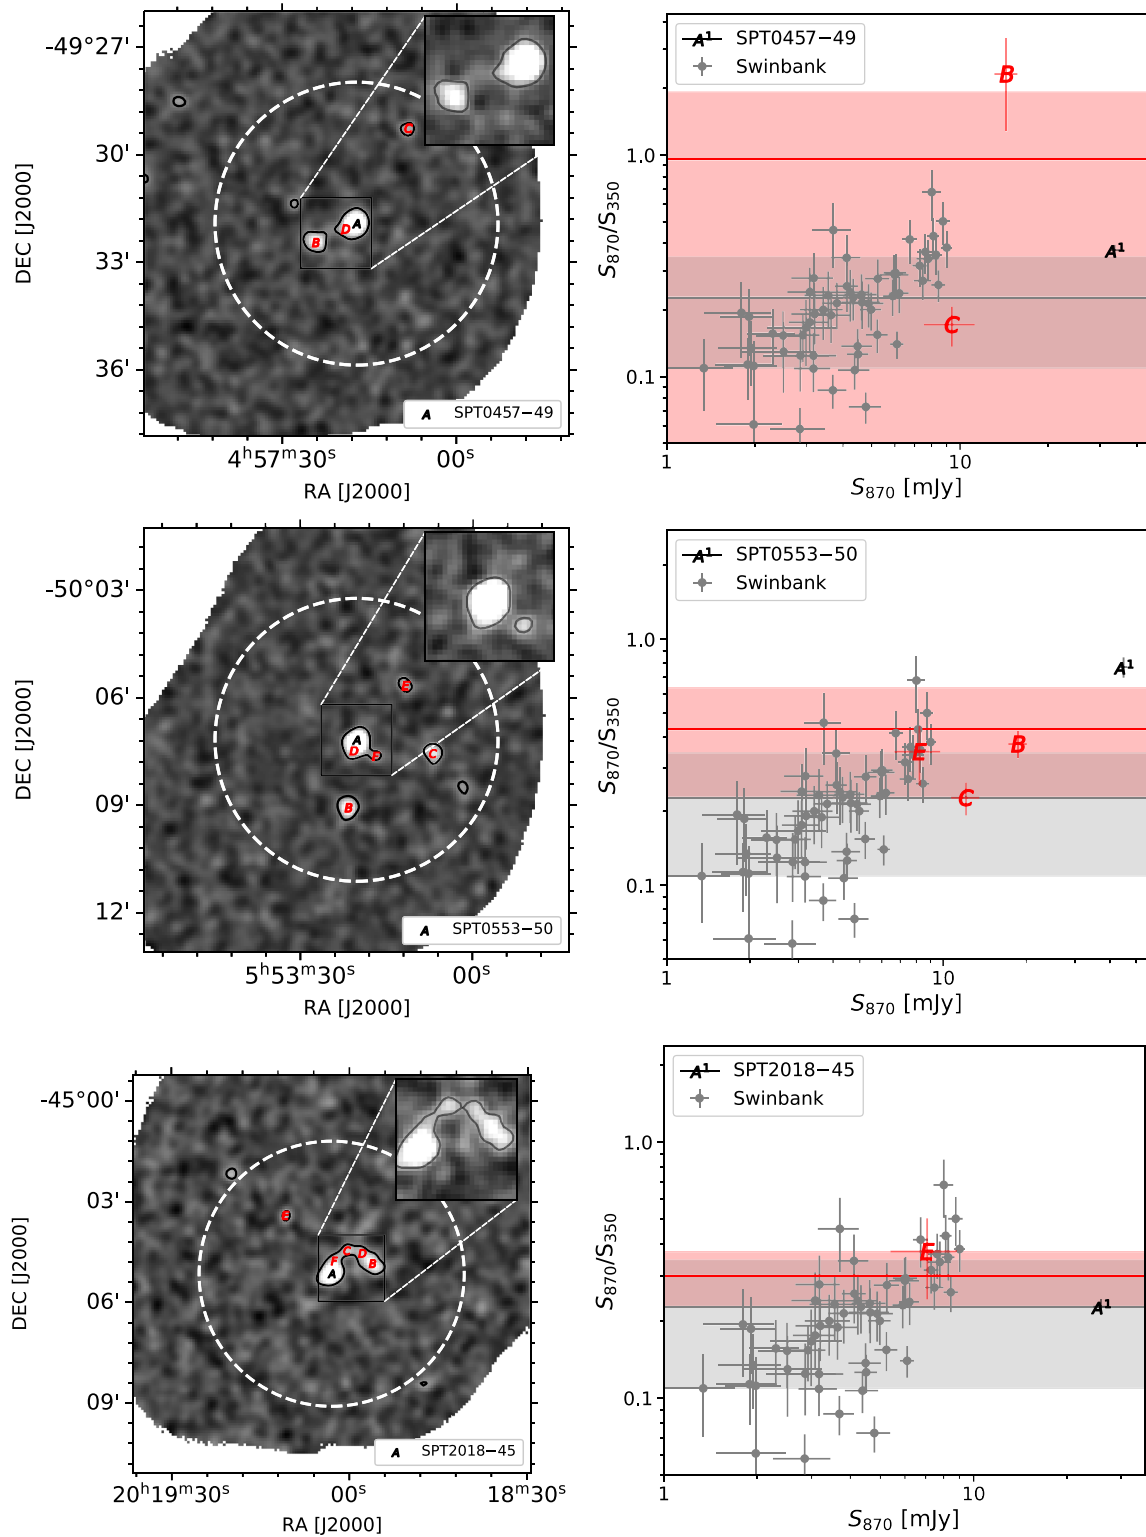 -49°27'
30'
33'
36'
DEC [J2000]
4ʰ57ᵐ30ˢ
00ˢ
RA [J2000]
A
B
C
D
A SPT0457−49
A¹ SPT0457−49
Swinbank
B
A¹
C
1.0
0.1
S₈₇₀/S₃₅₀
1
10
S₈₇₀ [mJy]
-50°03'
06'
09'
12'
DEC [J2000]
5ʰ53ᵐ30ˢ
00ˢ
RA [J2000]
E
A
D
F
C
B
A SPT0553−50
A¹ SPT0553−50
Swinbank
A¹
B
E
C
1.0
0.1
S₈₇₀/S₃₅₀
1
10
S₈₇₀ [mJy]
-45°00'
03'
06'
09'
DEC [J2000]
20ʰ19ᵐ30ˢ
00ˢ
18ᵐ30ˢ
RA [J2000]
E
C
D
F
B
A
A SPT2018−45
A¹ SPT2018−45
Swinbank
E
A¹
1.0
0.1
S₈₇₀/S₃₅₀
1
10
S₈₇₀ [mJy]